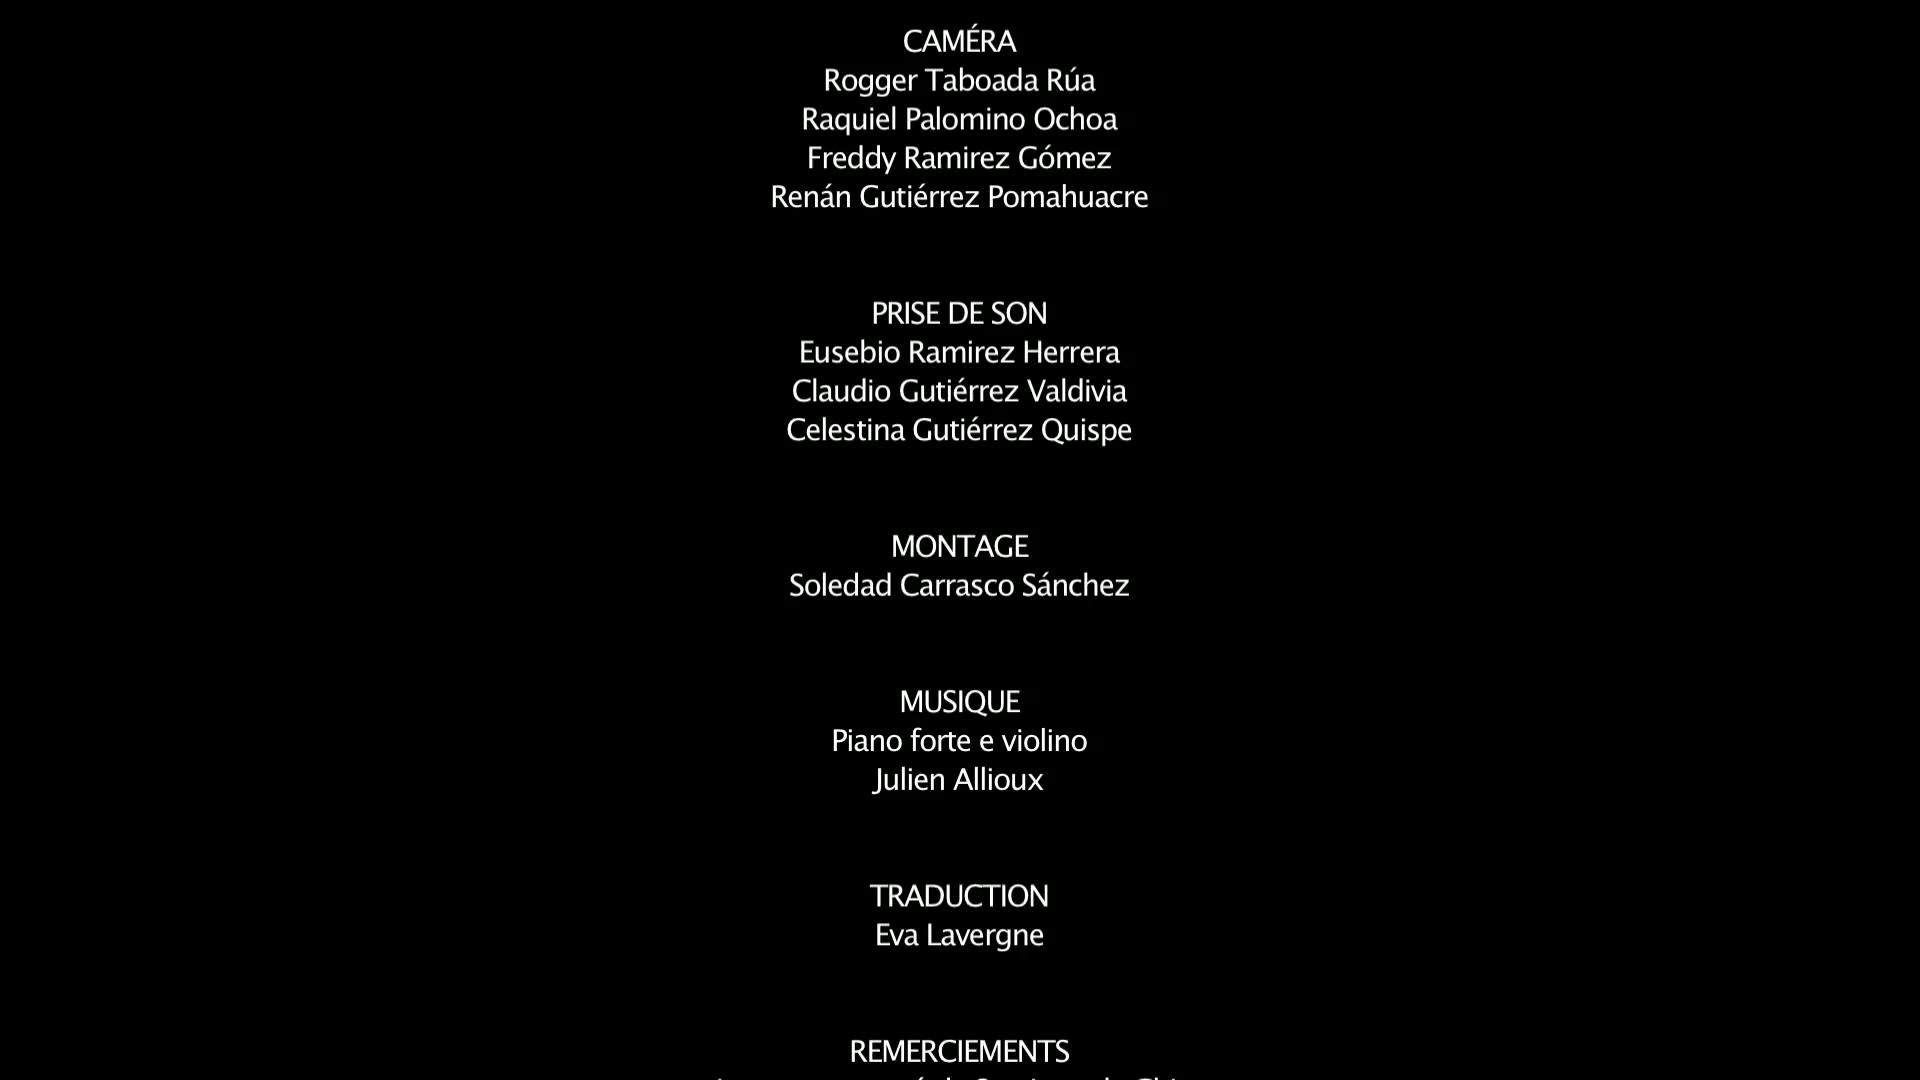 CAMÉRA
Rogger Taboada Rúa
Raquiel Palomino Ochoa
Freddy Ramirez Gómez
Renán Gutiérrez Pomahuacre
PRISE DE SON
Eusebio Ramirez Herrera
Claudio Gutiérrez Valdivia
Celestina Gutiérrez Quispe
MONTAGE
Soledad Carrasco Sánchez
MUSIQUE
Piano forte e violino
Julien Allioux
TRADUCTION
Eva Lavergne
REMERCIEMENTS